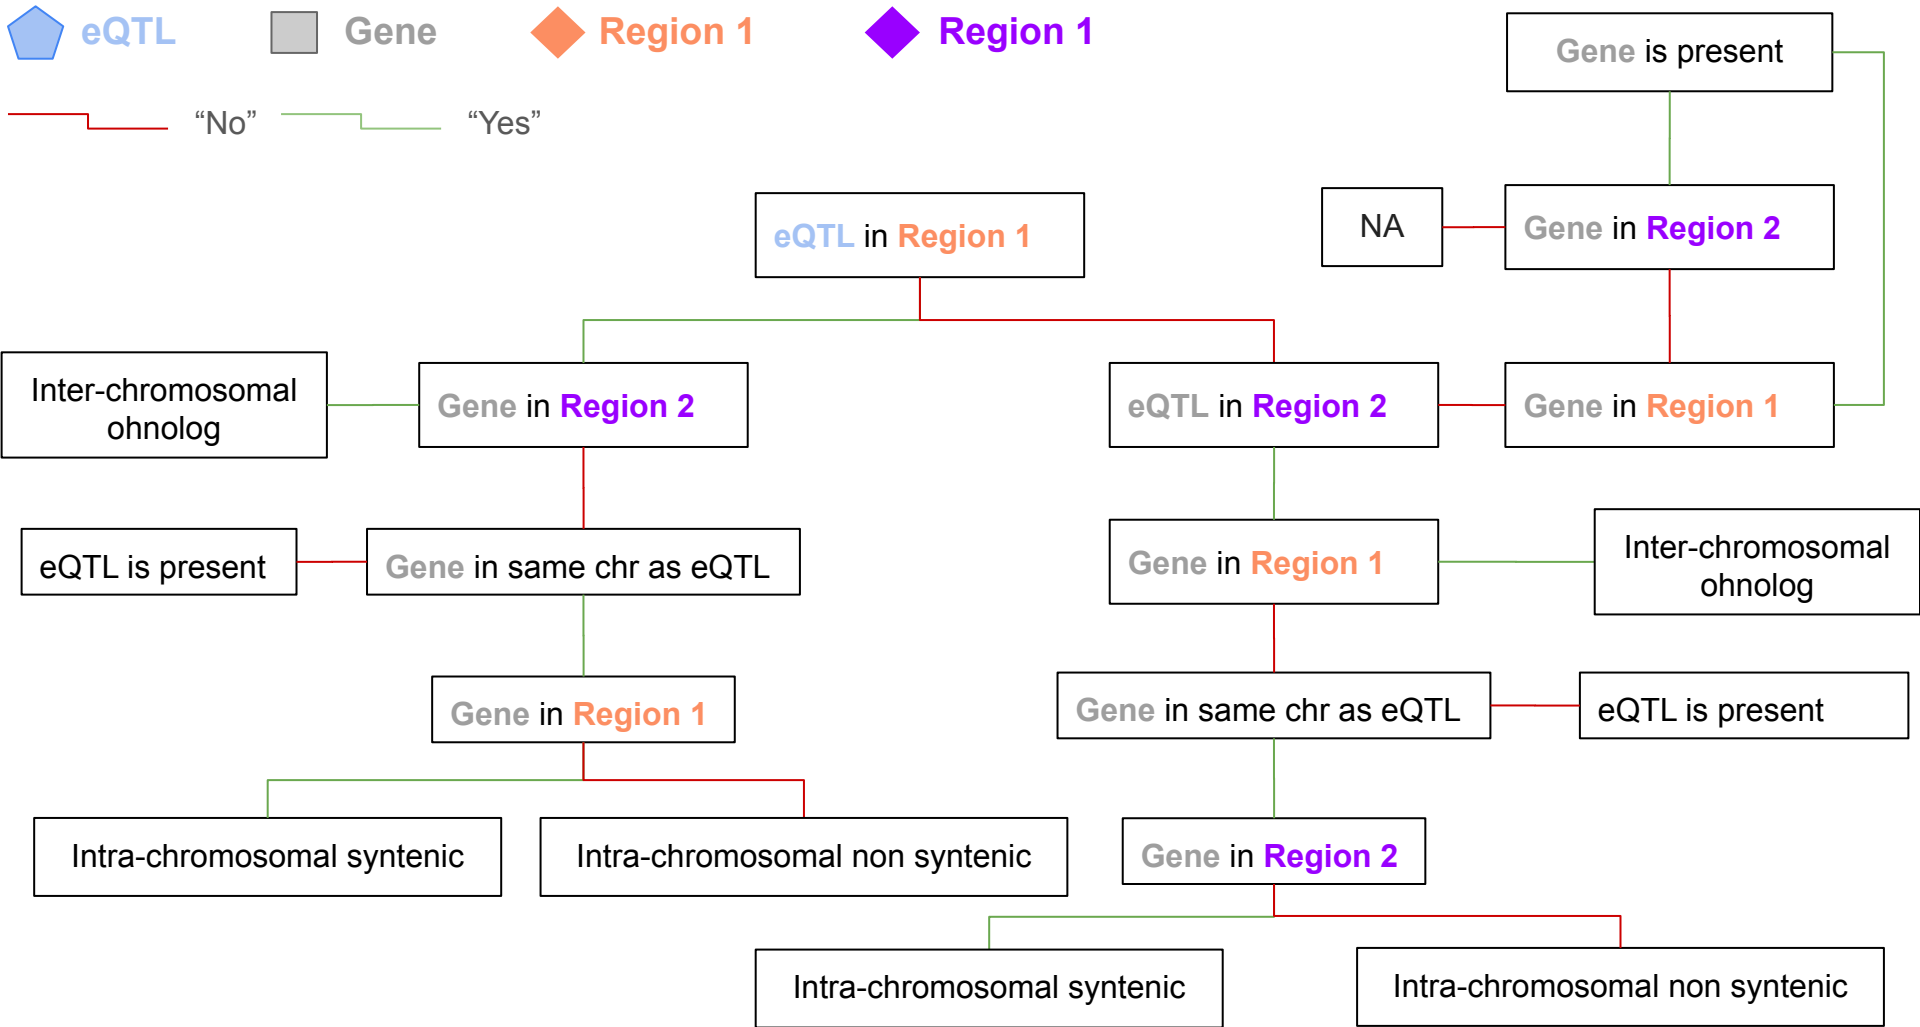 eQTL
Gene
Region 1
Region 1
Gene is present
“No”
“Yes”
eQTL in Region 1
NA
Gene in Region 2
Inter-chromosomal
ohnolog
Gene in Region 2
eQTL in Region 2
Gene in Region 1
eQTL is present
Gene in same chr as eQTL
Gene in Region 1
Inter-chromosomal
ohnolog
Gene in Region 1
Gene in same chr as eQTL
eQTL is present
Intra-chromosomal syntenic
Intra-chromosomal non syntenic
Gene in Region 2
Intra-chromosomal syntenic
Intra-chromosomal non syntenic